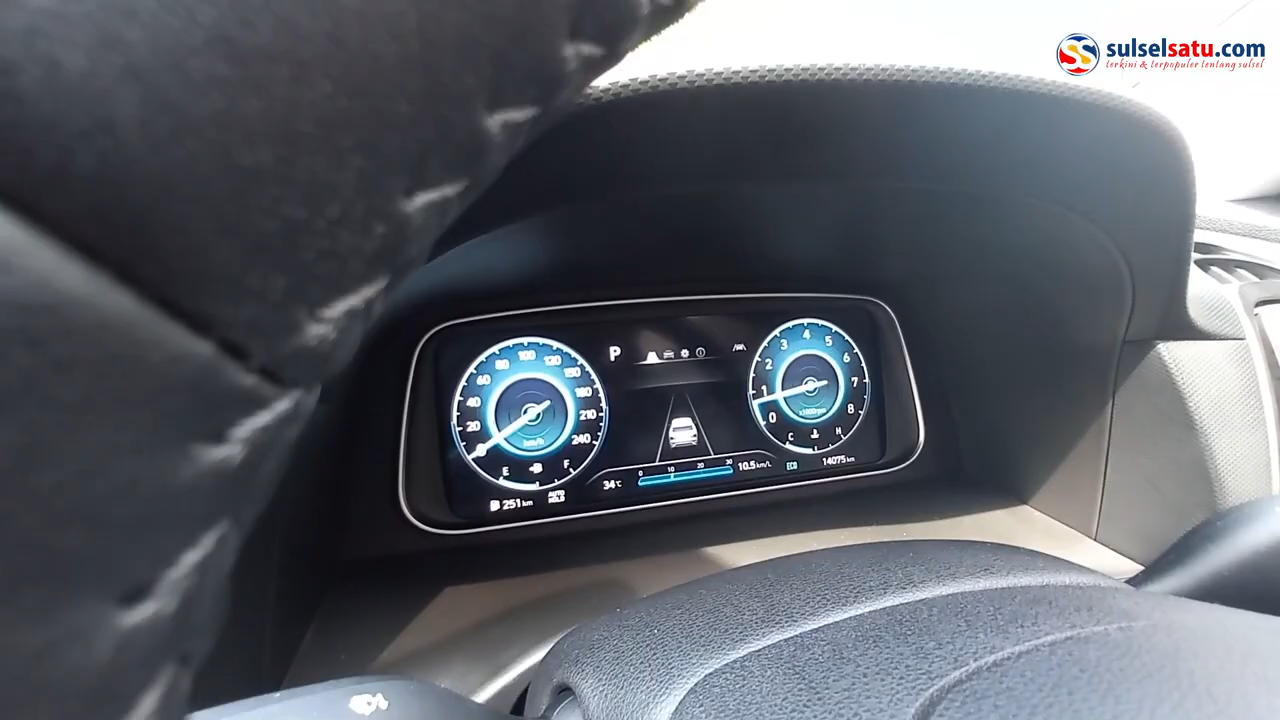 sulselsatu.com
terkini & terpopuler tentang sulsel
P
20
40
60
80
100
120
150
180
210
240
km/h
E
F
251 km
AUTO
HOLD
0 10 20 30
34°C
10.5 km/L
0
1
2
3
4
5
6
7
8
x1000rpm
C
H
ECO
14075 km